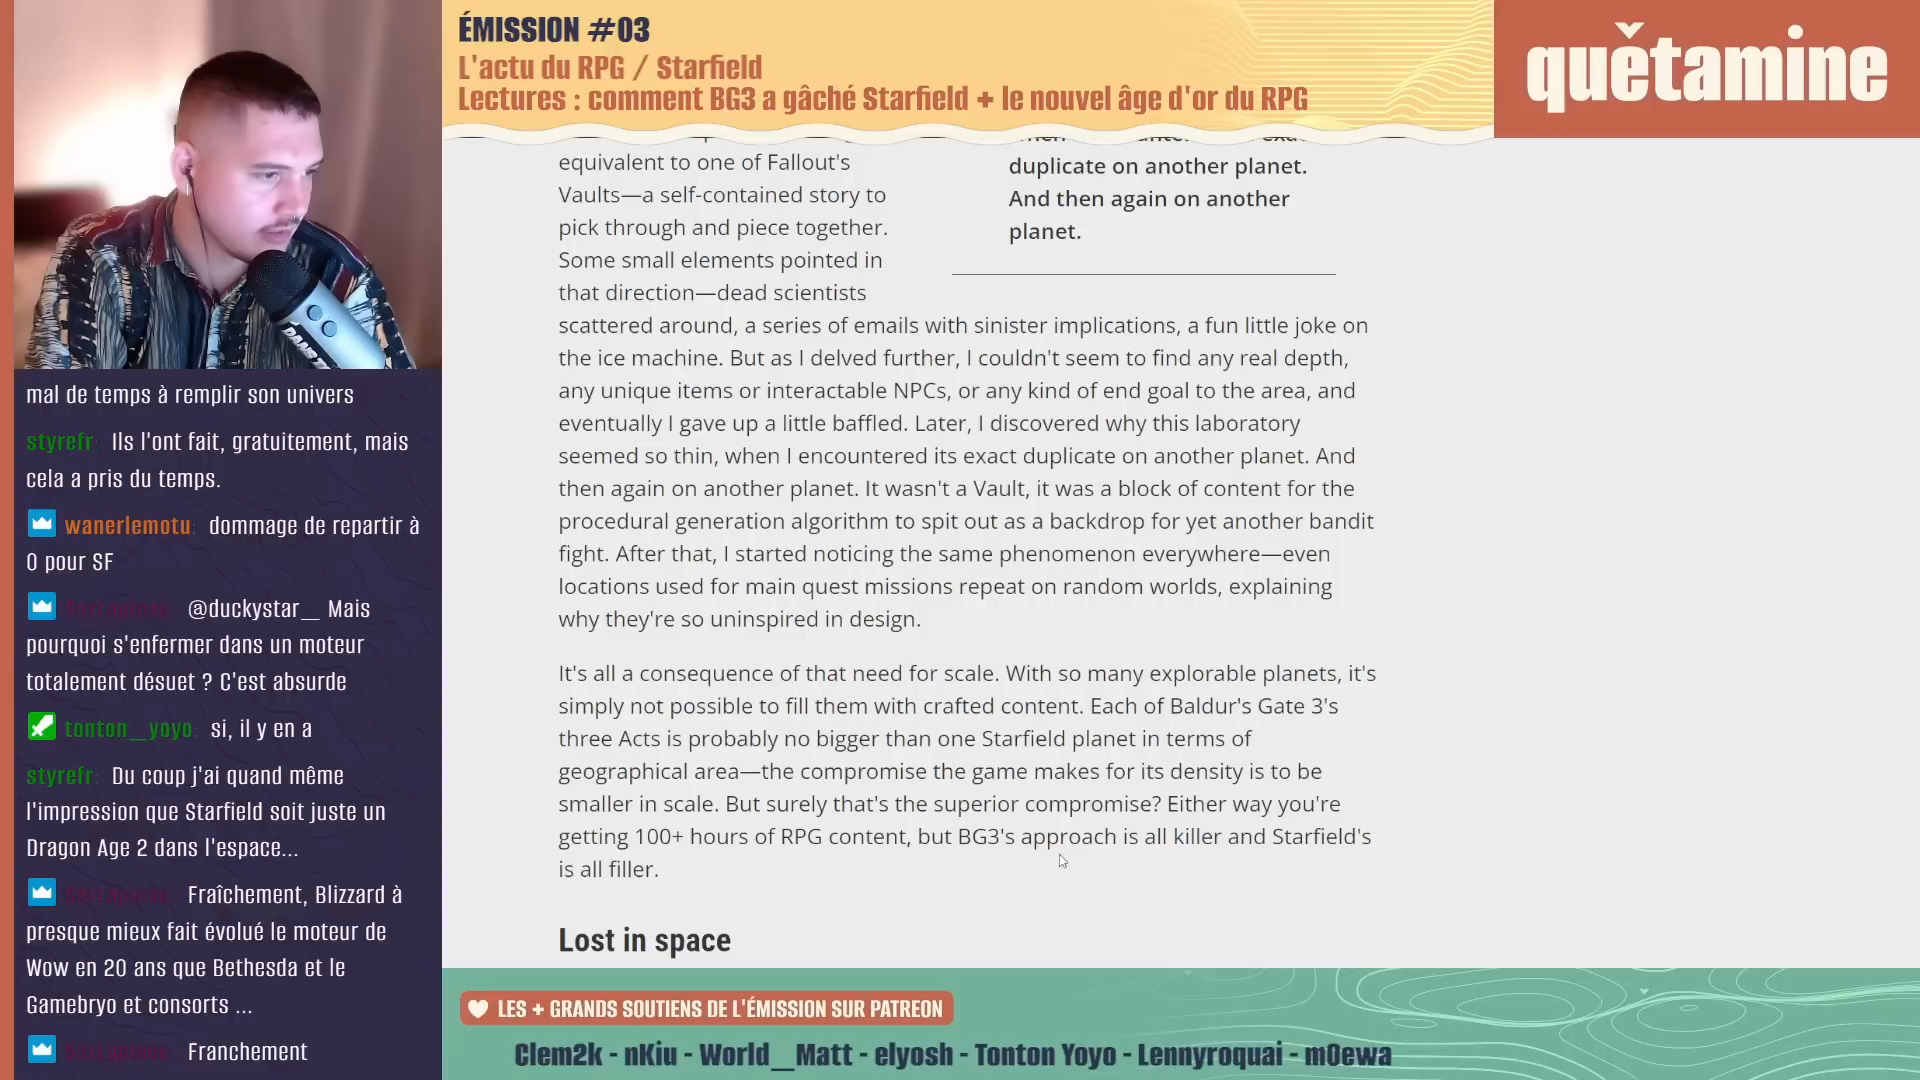 ÉMISSION #03
L'actu du RPG / Starfield
Lectures : comment BG3 a gâché Starfield + le nouvel âge d'or du RPG
quětamine
equivalent to one of Fallout's
Vaults—a self-contained story to
pick through and piece together.
Some small elements pointed in
that direction—dead scientists
scattered around, a series of emails with sinister implications, a fun little joke on
the ice machine. But as I delved further, I couldn't seem to find any real depth,
any unique items or interactable NPCs, or any kind of end goal to the area, and
eventually I gave up a little baffled. Later, I discovered why this laboratory
seemed so thin, when I encountered its exact duplicate on another planet. And
then again on another planet. It wasn't a Vault, it was a block of content for the
procedural generation algorithm to spit out as a backdrop for yet another bandit
fight. After that, I started noticing the same phenomenon everywhere—even
locations used for main quest missions repeat on random worlds, explaining
why they're so uninspired in design.
duplicate on another planet.
And then again on another
planet.
It's all a consequence of that need for scale. With so many explorable planets, it's
simply not possible to fill them with crafted content. Each of Baldur's Gate 3's
three Acts is probably no bigger than one Starfield planet in terms of
geographical area—the compromise the game makes for its density is to be
smaller in scale. But surely that's the superior compromise? Either way you're
getting 100+ hours of RPG content, but BG3's approach is all killer and Starfield's
is all filler.
Lost in space
mal de temps à remplir son univers
styrefr: Ils l'ont fait, gratuitement, mais
cela a pris du temps.
wanerlemotu: dommage de repartir à
0 pour SF
@duckystar__ Mais
pourquoi s'enfermer dans un moteur
totalement désuet ? C'est absurde
tonton_yoyo: si, il y en a
styrefr: Du coup j'ai quand même
l'impression que Starfield soit juste un
Dragon Age 2 dans l'espace...
Fraîchement, Blizzard à
presque mieux fait évolué le moteur de
Wow en 20 ans que Bethesda et le
Gamebryo et consorts ...
Franchement
LES + GRANDS SOUTIENS DE L'ÉMISSION SUR PATREON
Clem2k - nKiu - World__Matt - elyosh - Tonton Yoyo - Lennyroquai - m0ewa